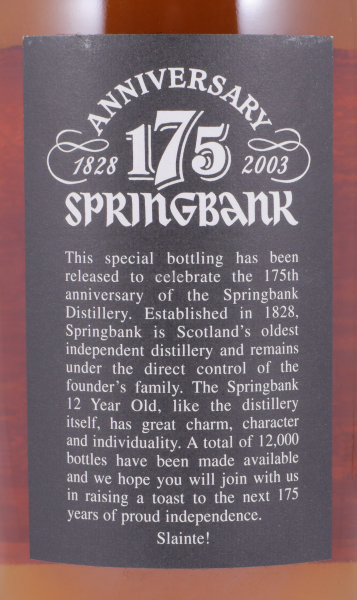 ANNIVERSARY
1828 175 2003
SPRINGBANK
This special bottling has been
released to celebrate the 175th
anniversary of the Springbank
Distillery. Established in 1828,
Springbank is Scotland's oldest
independent distillery and remains
under the direct control of the
founder's family. The Springbank
12 Year Old, like the distillery
itself, has great charm, character
and individuality. A total of 12,000
bottles have been made available
and we hope you will join with us
in raising a toast to the next 175
years of proud independence.
Slainte!